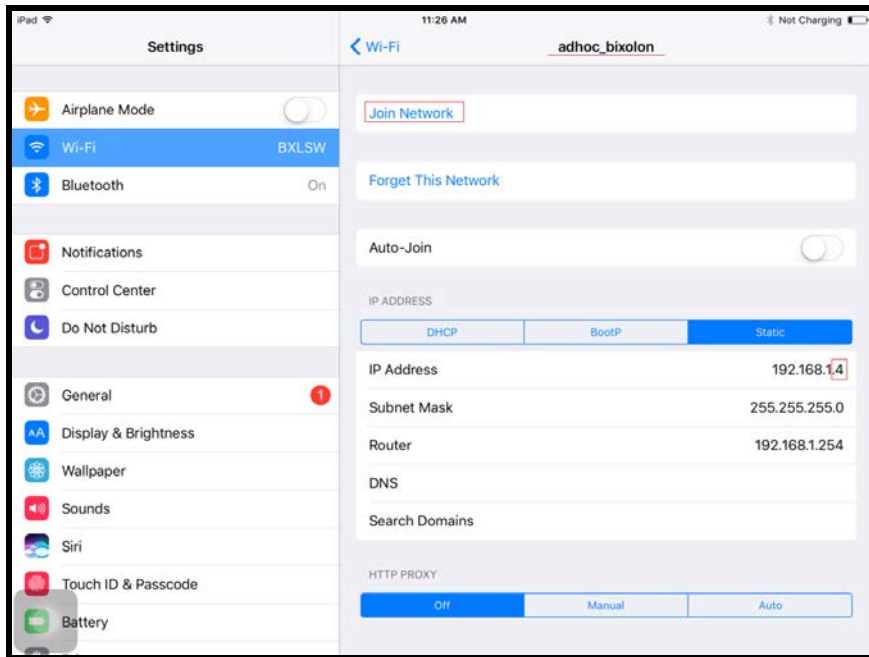 iPad 11:26 AM Not Charging
Settings
Airplane Mode
Wi-Fi BXLSW
Bluetooth On
Notifications
Control Center
Do Not Disturb
General 1
AA Display & Brightness
Wallpaper
Sounds
Siri
Touch ID & Passcode
Battery
Wi-Fi adhoc_bixolon
Join Network
Forget This Network
Auto-Join
IP ADDRESS
DHCP BootP Static
IP Address 192.168.1.4
Subnet Mask 255.255.255.0
Router 192.168.1.254
DNS
Search Domains
HTTP PROXY
Off Manual Auto